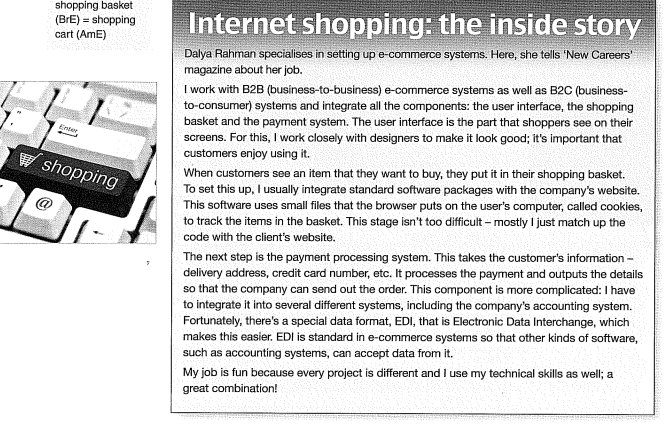 shopping basket
(BrE) = shopping
cart (AmE)
Enter
shopping
@
Internet shopping: the inside story
Dalya Rahman specialises in setting up e-commerce systems. Here, she tells 'New Careers'
magazine about her job.
I work with B2B (business-to-business) e-commerce systems as well as B2C (business-
to-consumer) systems and integrate all the components: the user interface, the shopping
basket and the payment system. The user interface is the part that shoppers see on their
screens. For this, I work closely with designers to make it look good; it's important that
customers enjoy using it.
When customers see an item that they want to buy, they put it in their shopping basket.
To set this up, I usually integrate standard software packages with the company's website.
This software uses small files that the browser puts on the user's computer, called cookies,
to track the items in the basket. This stage isn't too difficult – mostly I just match up the
code with the client's website.
The next step is the payment processing system. This takes the customer's information –
delivery address, credit card number, etc. It processes the payment and outputs the details
so that the company can send out the order. This component is more complicated: I have
to integrate it into several different systems, including the company's accounting system.
Fortunately, there's a special data format, EDI, that is Electronic Data Interchange, which
makes this easier. EDI is standard in e-commerce systems so that other kinds of software,
such as accounting systems, can accept data from it.
My job is fun because every project is different and I use my technical skills as well; a
great combination!